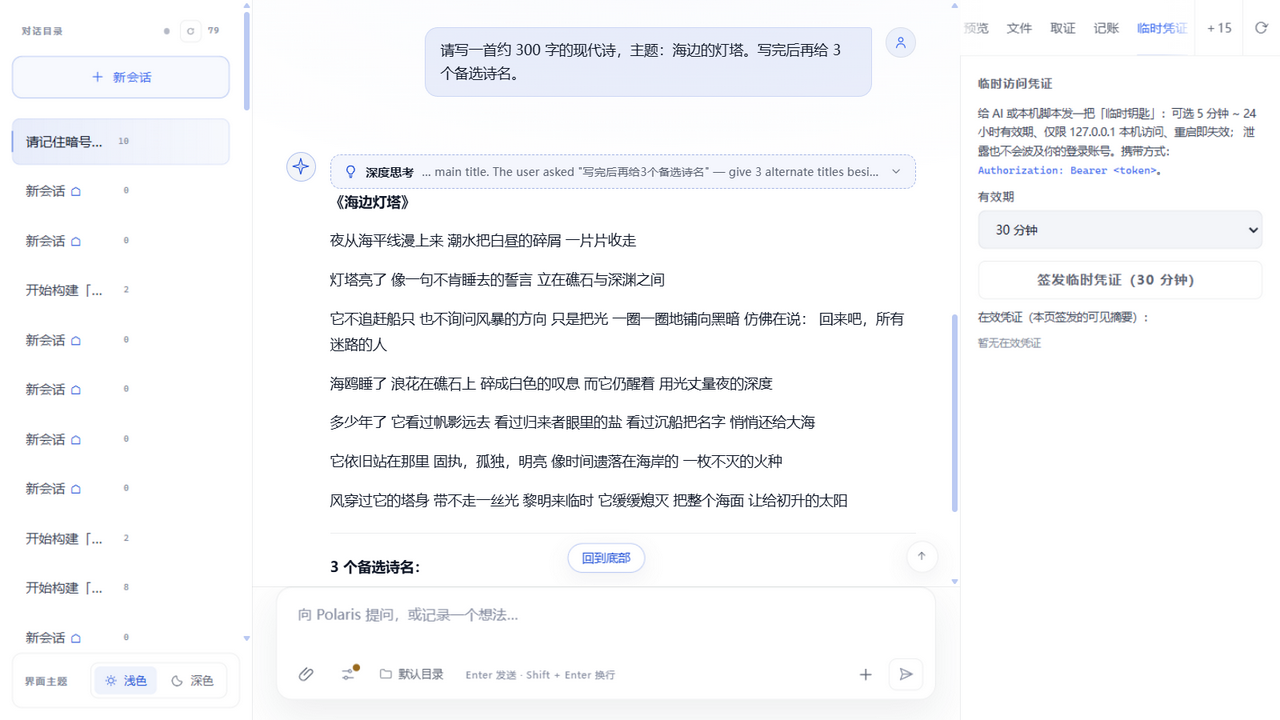 对话目录
79
新会话
请记住暗号... 10
新会话 0
新会话 0
开始构建「... 2
新会话 0
新会话 0
新会话 0
新会话 0
开始构建「... 2
开始构建「... 8
新会话 0
界面主题
浅色
深色
请写一首约 300 字的现代诗，主题：海边的灯塔。写完后再给 3
个备选诗名。
深度思考 ... main title. The user asked "写完后再给3个备选诗名" — give 3 alternate titles besi...
《海边灯塔》
夜从海平线漫上来 潮水把白昼的碎屑 一片片收走
灯塔亮了 像一句不肯睡去的誓言 立在礁石与深渊之间
它不追赶船只 也不询问风暴的方向 只是把光 一圈一圈地铺向黑暗 仿佛在说： 回来吧，所有
迷路的人
海鸥睡了 浪花在礁石上 碎成白色的叹息 而它仍醒着 用光丈量夜的深度
多少年了 它看过帆影远去 看过归来者眼里的盐 看过沉船把名字 悄悄还给大海
它依旧站在那里 固执，孤独，明亮 像时间遗落在海岸的 一枚不灭的火种
风穿过它的塔身 带不走一丝光 黎明来临时 它缓缓熄灭 把整个海面 让给初升的太阳
3 个备选诗名：
回到底部
向 Polaris 提问，或记录一个想法...
默认目录
Enter 发送 · Shift + Enter 换行
预览 文件 取证 记账 临时凭证 +15
临时访问凭证
给 AI 或本机脚本发一把「临时钥匙」：可选 5 分钟 ~ 24
小时有效期、仅限 127.0.0.1 本机访问、重启即失效； 泄
露也不会波及你的登录账号。携带方式：
Authorization: Bearer <token>。
有效期
30 分钟
签发临时凭证（30 分钟）
在效凭证（本页签发的可见摘要）：
暂无在效凭证